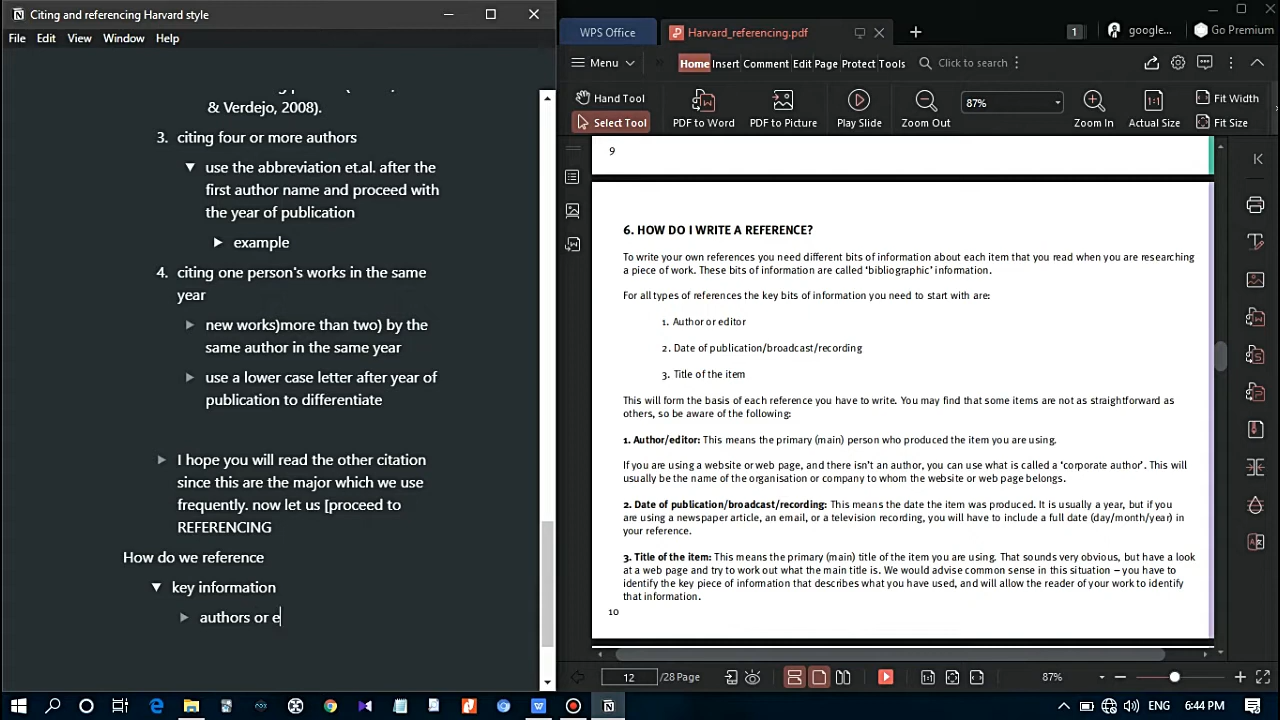 Citing and referencing Harvard style
File Edit View Window Help
& Verdejo, 2008).
3. citing four or more authors
use the abbreviation et.al. after the
first author name and proceed with
the year of publication
example
4. citing one person's works in the same
year
new works)more than two) by the
same author in the same year
use a lower case letter after year of
publication to differentiate
I hope you will read the other citation
since this are the major which we use
frequently. now let us [proceed to
REFERENCING
How do we reference
key information
authors or e
WPS Office
Harvard_referencing.pdf
1
google...
Go Premium
Menu
Home Insert Comment Edit Page Protect Tools
Click to search
Hand Tool
Select Tool
PDF to Word
PDF to Picture
Play Slide
Zoom Out
87%
Zoom In
Actual Size
Fit Width
Fit Size
9
6. HOW DO I WRITE A REFERENCE?
To write your own references you need different bits of information about each item that you read when you are researching
a piece of work. These bits of information are called ‘bibliographic’ information.
For all types of references the key bits of information you need to start with are:
1. Author or editor
2. Date of publication/broadcast/recording
3. Title of the item
This will form the basis of each reference you have to write. You may find that some items are not as straightforward as
others, so be aware of the following:
1. Author/editor: This means the primary (main) person who produced the item you are using.
If you are using a website or web page, and there isn’t an author, you can use what is called a ‘corporate author’. This will
usually be the name of the organisation or company to whom the website or web page belongs.
2. Date of publication/broadcast/recording: This means the date the item was produced. It is usually a year, but if you
are using a newspaper article, an email, or a television recording, you will have to include a full date (day/month/year) in
your reference.
3. Title of the item: This means the primary (main) title of the item you are using. That sounds very obvious, but have a look
at a web page and try to work out what the main title is. We would advise common sense in this situation – you have to
identify the key piece of information that describes what you have used, and will allow the reader of your work to identify
that information.
10
12 /28 Page
87%
6:44 PM